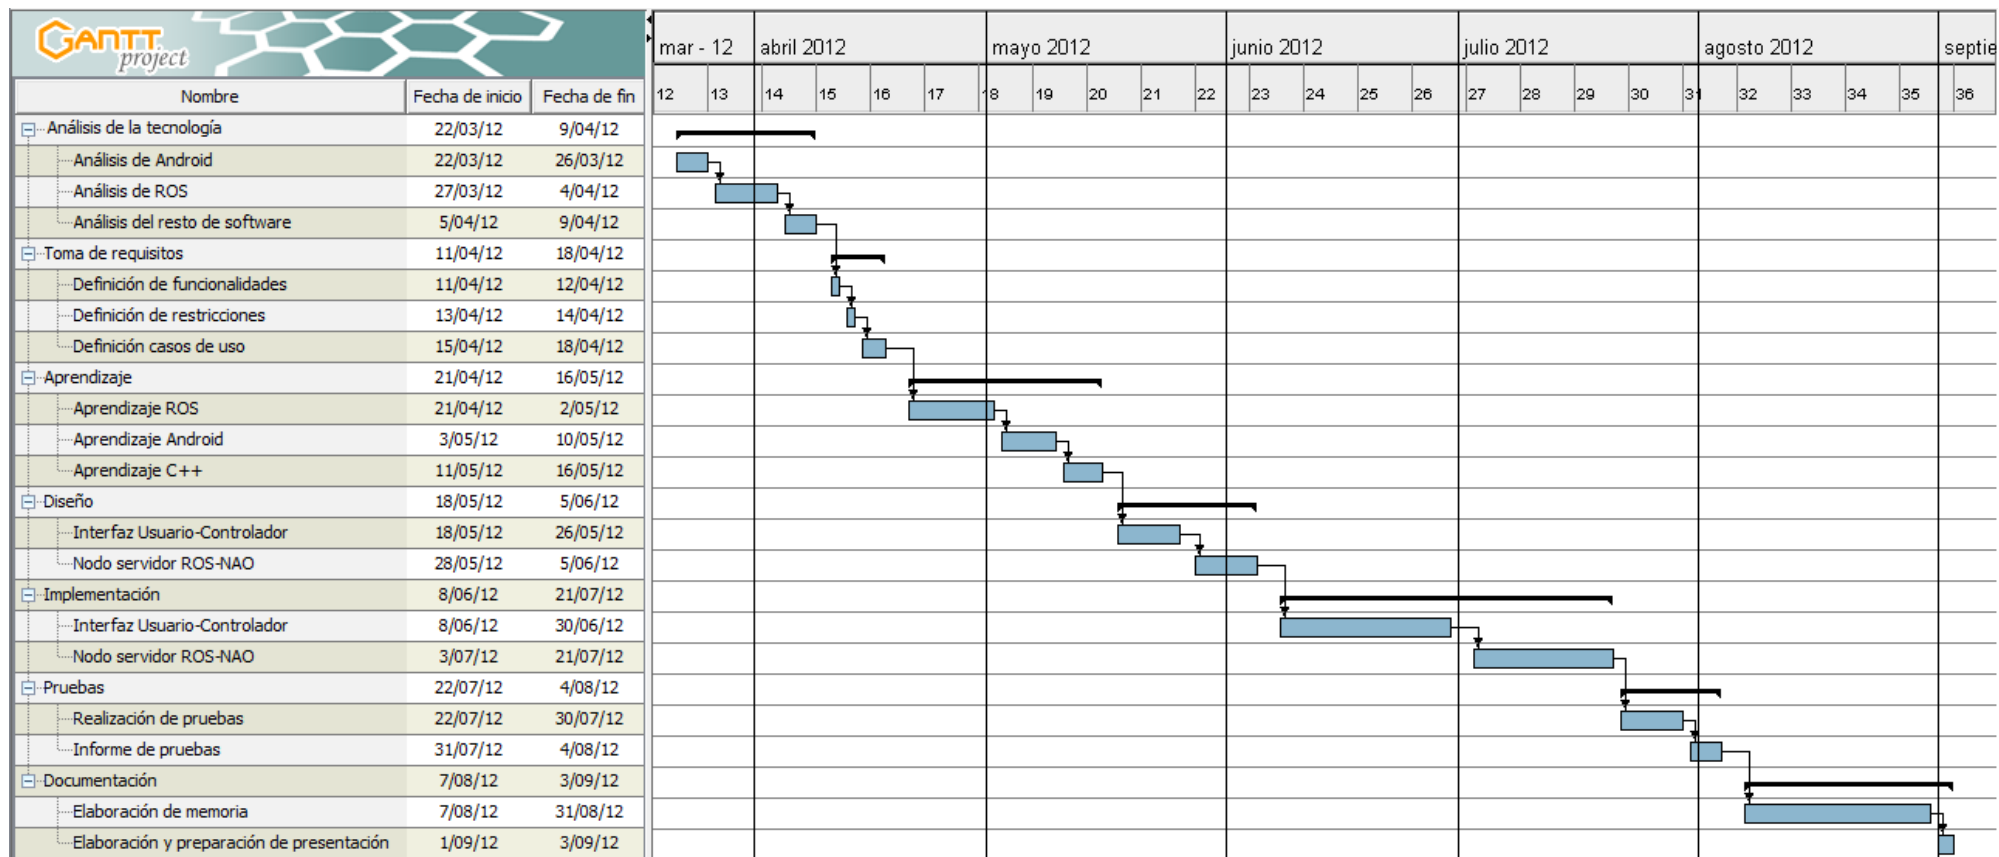 GANTT
project
mar - 12 abril 2012 mayo 2012 junio 2012 julio 2012 agosto 2012 septie
Nombre Fecha de inicio Fecha de fin 12 13 14 15 16 17 18 19 20 21 22 23 24 25 26 27 28 29 30 31 32 33 34 35 36
Análisis de la tecnología 22/03/12 9/04/12
Análisis de Android 22/03/12 26/03/12
Análisis de ROS 27/03/12 4/04/12
Análisis del resto de software 5/04/12 9/04/12
Toma de requisitos 11/04/12 18/04/12
Definición de funcionalidades 11/04/12 12/04/12
Definición de restricciones 13/04/12 14/04/12
Definición casos de uso 15/04/12 18/04/12
Aprendizaje 21/04/12 16/05/12
Aprendizaje ROS 21/04/12 2/05/12
Aprendizaje Android 3/05/12 10/05/12
Aprendizaje C++ 11/05/12 16/05/12
Diseño 18/05/12 5/06/12
Interfaz Usuario-Controlador 18/05/12 26/05/12
Nodo servidor ROS-NAO 28/05/12 5/06/12
Implementación 8/06/12 21/07/12
Interfaz Usuario-Controlador 8/06/12 30/06/12
Nodo servidor ROS-NAO 3/07/12 21/07/12
Pruebas 22/07/12 4/08/12
Realización de pruebas 22/07/12 30/07/12
Informe de pruebas 31/07/12 4/08/12
Documentación 7/08/12 3/09/12
Elaboración de memoria 7/08/12 31/08/12
Elaboración y preparación de presentación 1/09/12 3/09/12